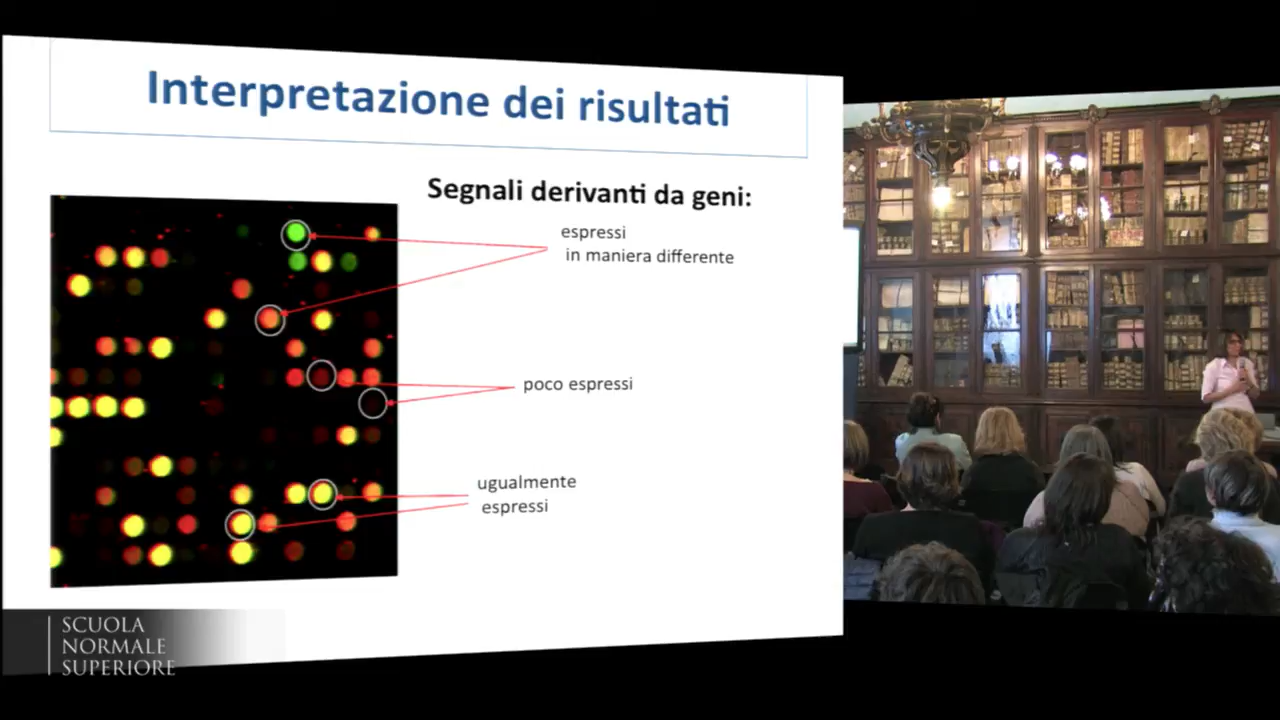 Interpretazione dei risultati
Segnali derivanti da geni:
espressi
in maniera differente
poco espressi
ugualmente
espressi
SCUOLA
NORMALE
SUPERIORE